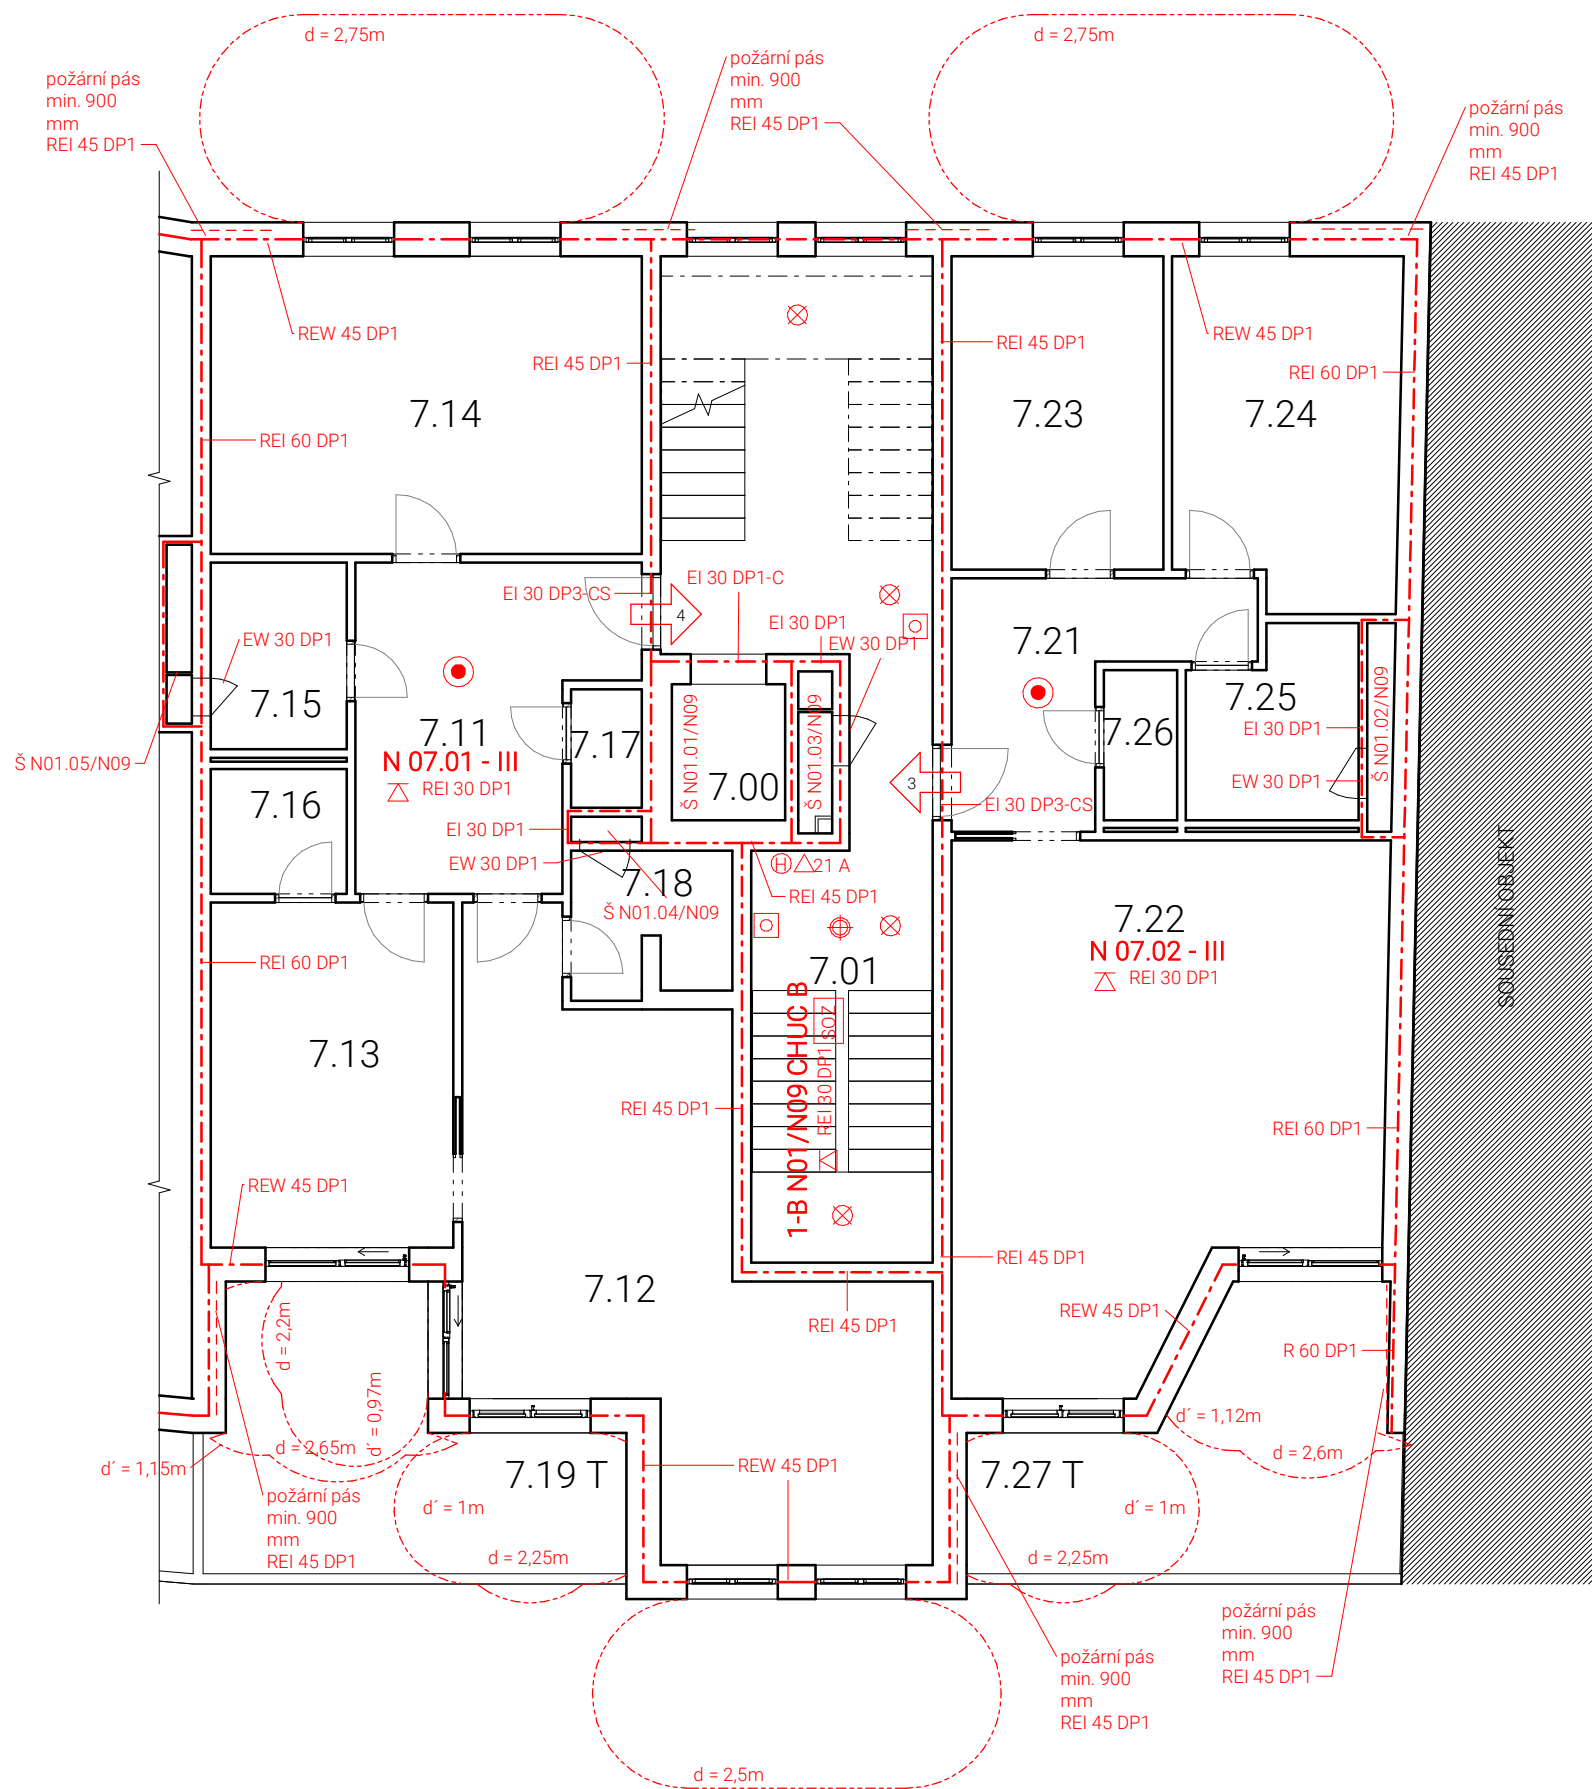 d = 2,75m
d = 2,75m
požární pás
min. 900
mm
REI 45 DP1
požární pás
min. 900
mm
REI 45 DP1
požární pás
min. 900
mm
REI 45 DP1
REW 45 DP1
REI 45 DP1
REI 45 DP1
REW 45 DP1
REI 60 DP1
7.14
7.23
7.24
REI 60 DP1
EI 30 DP3-CS
4
EI 30 DP1-C
EI 30 DP1
EW 30 DP1
EW 30 DP1
7.21
7.15
7.11
7.17
7.25
7.26
EI 30 DP1
EW 30 DP1
Š N01.02/N09
Š N01.05/N09
N 07.01 - III
REI 30 DP1
Š N01.01/N09
Š N01.03/N09
7.00
3
EI 30 DP3-CS
7.16
EI 30 DP1
EW 30 DP1
7.18
Š N01.04/N09
H
21 A
REI 45 DP1
SOUSEDNÍ OBJEKT
7.22
N 07.02 - III
REI 30 DP1
REI 60 DP1
7.01
1-B N01/N09 CHÚC B
REI 30 DP1
SOZ
7.13
REI 45 DP1
REI 60 DP1
REW 45 DP1
REI 45 DP1
7.12
REI 45 DP1
REW 45 DP1
R 60 DP1
d = 2,2m
d´ = 0,97m
d = 2,65m
d´ = 1,15m
d´ = 1,12m
d = 2,6m
7.19 T
REW 45 DP1
7.27 T
požární pás
min. 900
mm
REI 45 DP1
d´ = 1m
d = 2,25m
d´ = 1m
d = 2,25m
požární pás
min. 900
mm
REI 45 DP1
požární pás
min. 900
mm
REI 45 DP1
d = 2,5m